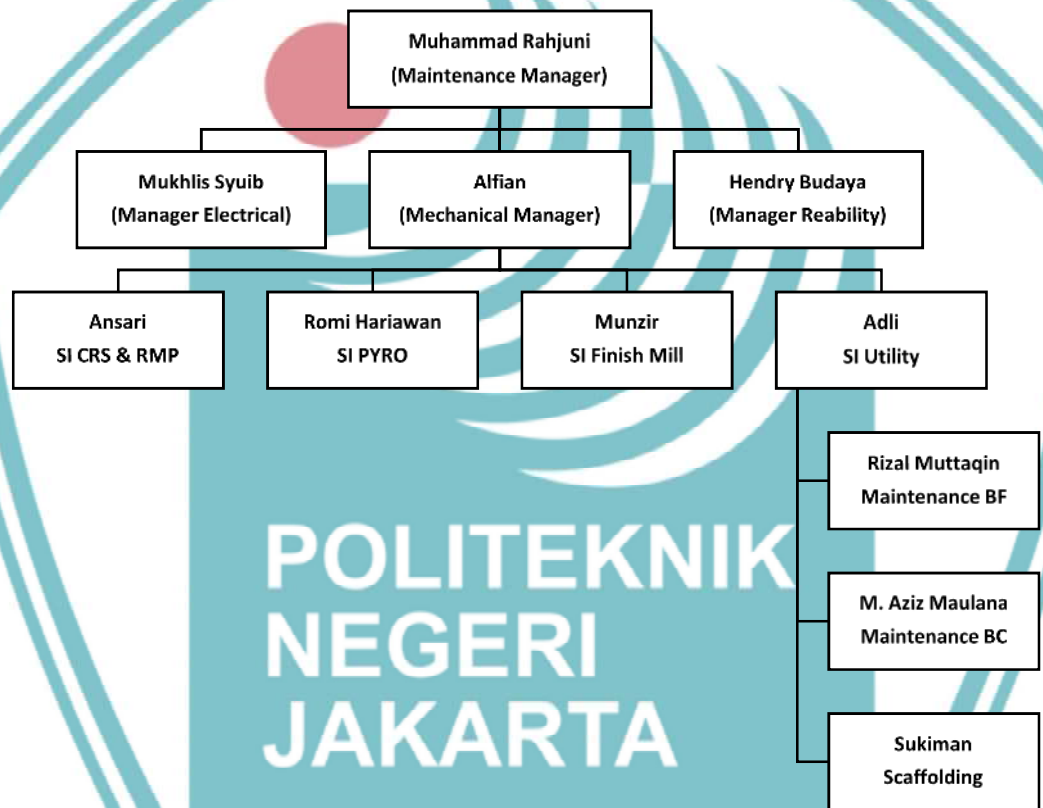 Muhammad Rahjuni
(Maintenance Manager)
Mukhlis Syuib
(Manager Electrical)
Alfian
(Mechanical Manager)
Hendry Budaya
(Manager Reability)
Ansari
SI CRS & RMP
Romi Hariawan
SI PYRO
Munzir
SI Finish Mill
Adli
SI Utility
Rizal Muttaqin
Maintenance BF
M. Aziz Maulana
Maintenance BC
Sukiman
Scaffolding
POLITEKNIK
NEGERI
JAKARTA